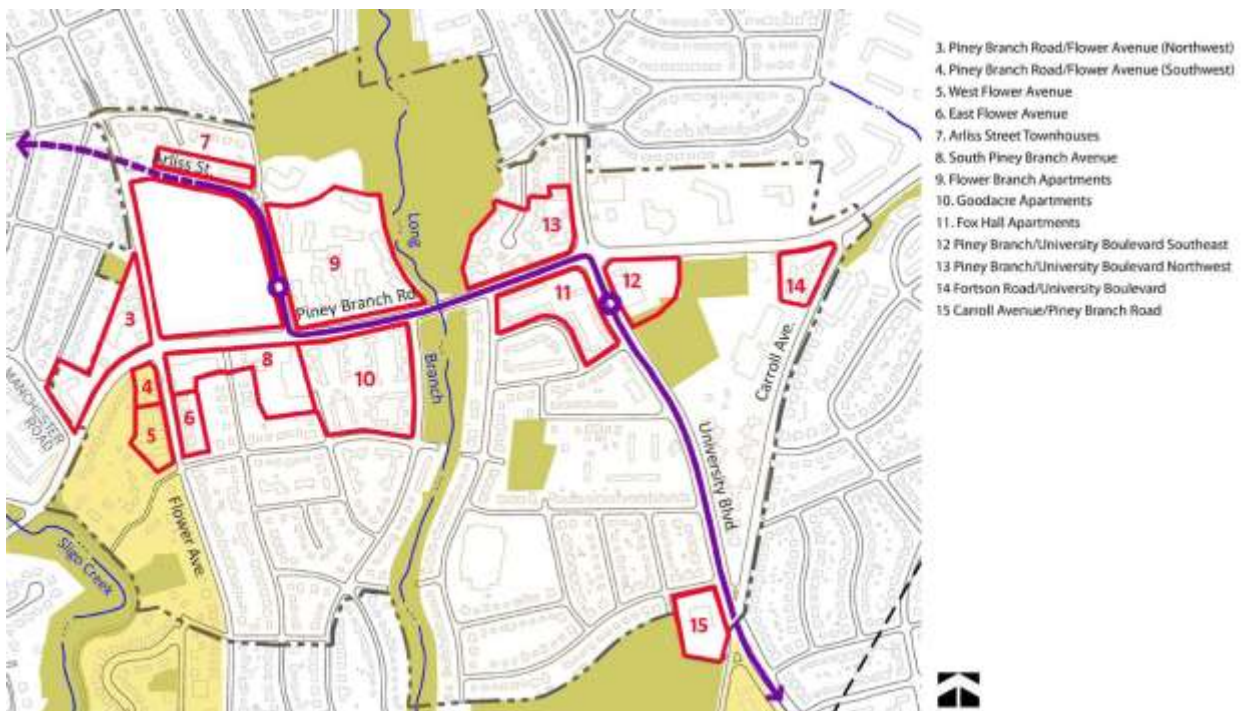 3. Piney Branch Road/Flower Avenue (Northwest)
4. Piney Branch Road/Flower Avenue (Southwest)
5. West Flower Avenue
6. East Flower Avenue
7. Arliss Street Townhouses
8. South Piney Branch Avenue
9. Flower Branch Apartments
10. Goodacre Apartments
11. Fox Hall Apartments
12 Piney Branch/University Boulevard Southeast
13 Piney Branch/University Boulevard Northwest
14 Fortson Road/University Boulevard
15 Carroll Avenue/Piney Branch Road
7
Arliss St.
13
Long
9
12
14
11
3
Piney Branch Rd
8
10
Branch
4
6
5
MANCHESTER
ROAD
Carroll Ave.
University Blvd
Flower Ave.
Sligo Creek
15